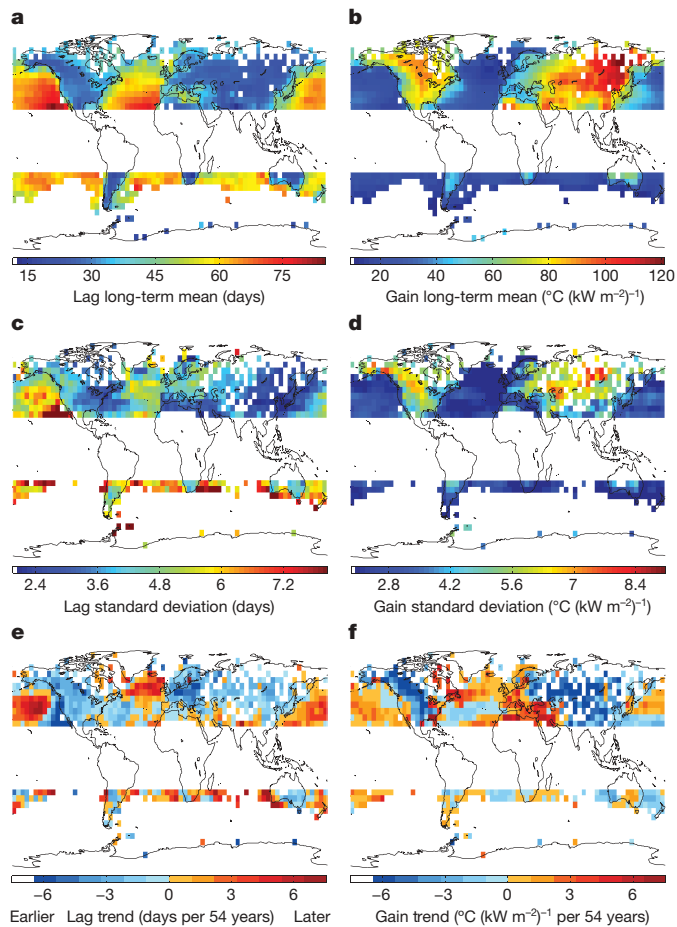 a
b
15 30 45 60 75
20 40 60 80 100 120
Lag long-term mean (days)
Gain long-term mean (°C (kW m⁻²)⁻¹)
c
d
2.4 3.6 4.8 6 7.2
2.8 4.2 5.6 7 8.4
Lag standard deviation (days)
Gain standard deviation (°C (kW m⁻²)⁻¹)
e
f
−6 −3 0 3 6
−6 −3 0 3 6
Earlier Lag trend (days per 54 years) Later
Gain trend (°C (kW m⁻²)⁻¹ per 54 years)